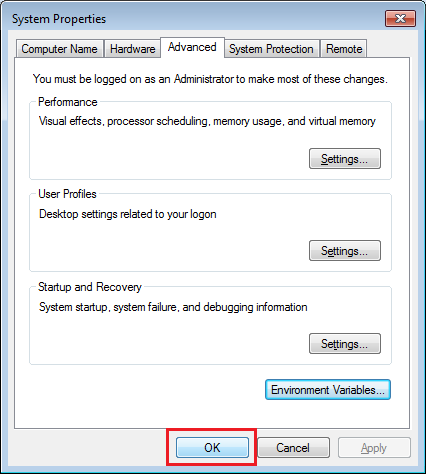 System Properties
Computer Name Hardware Advanced System Protection Remote
You must be logged on as an Administrator to make most of these changes.
Performance
Visual effects, processor scheduling, memory usage, and virtual memory
Settings...
User Profiles
Desktop settings related to your logon
Settings...
Startup and Recovery
System startup, system failure, and debugging information
Settings...
Environment Variables...
OK Cancel Apply